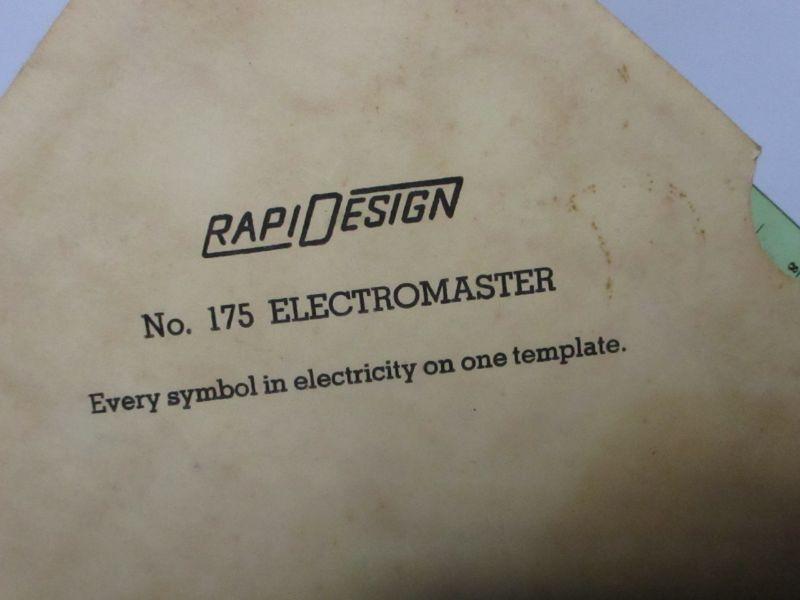 RAPIDESIGN
No. 175 ELECTROMASTER
Every symbol in electricity on one template.